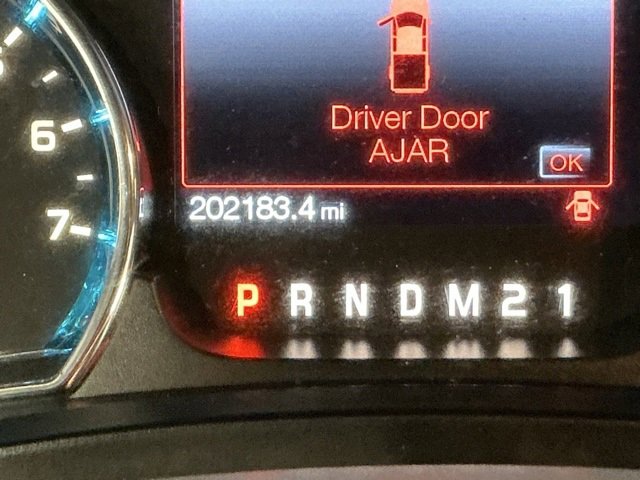 6
7
Driver Door
AJAR
OK
202183.4 mi
P R N D M 2 1